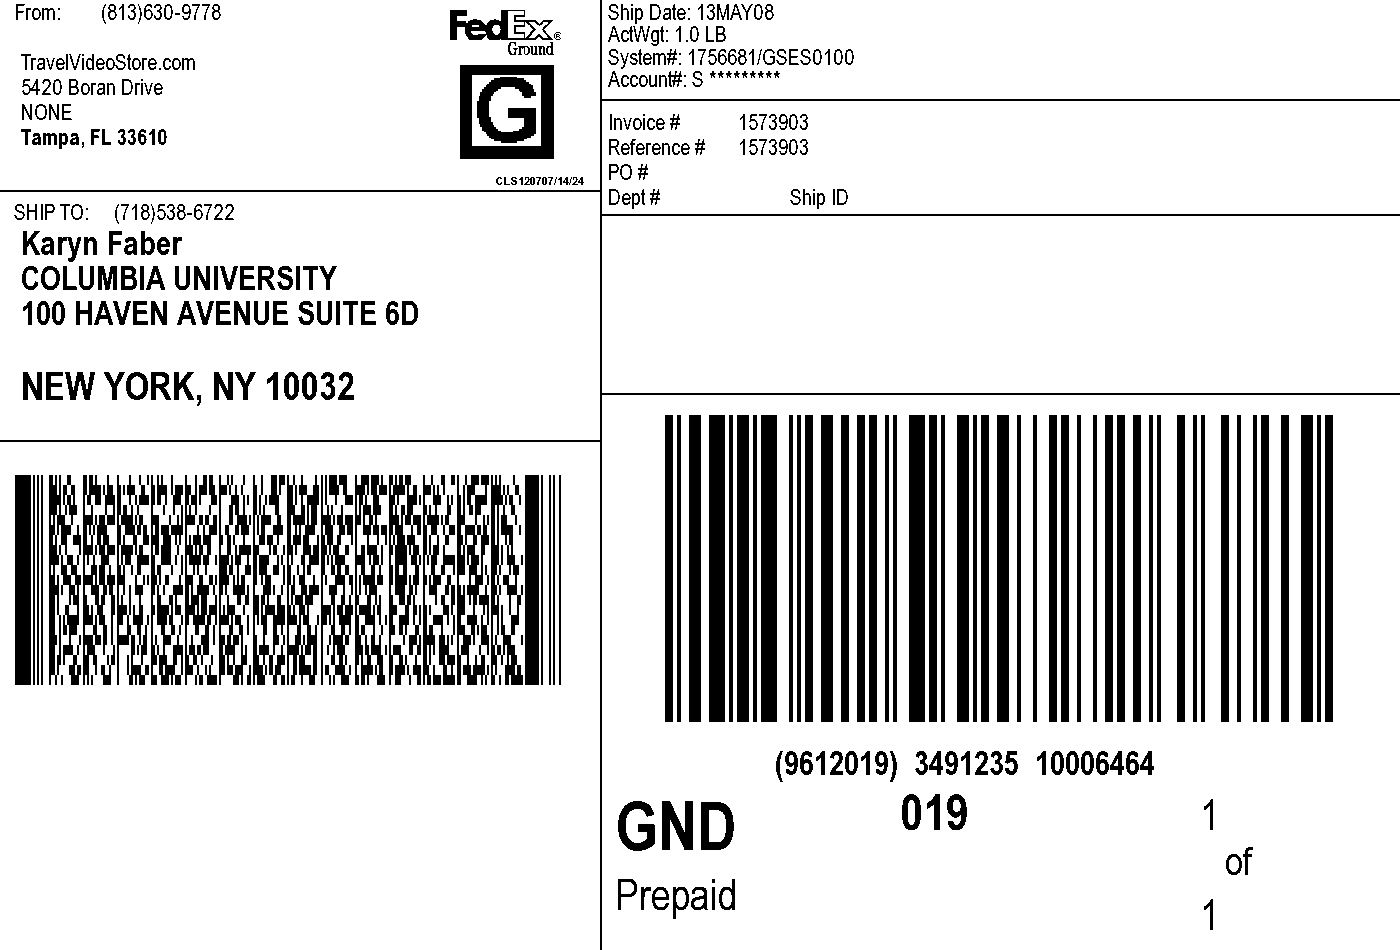 From: (813)630-9778
TravelVideoStore.com
5420 Boran Drive
NONE
Tampa, FL 33610
FedEx®
Ground
G
CLS120707/14/24
SHIP TO: (718)538-6722
Karyn Faber
COLUMBIA UNIVERSITY
100 HAVEN AVENUE SUITE 6D
NEW YORK, NY 10032
Ship Date: 13MAY08
ActWgt: 1.0 LB
System#: 1756681/GSES0100
Account#: S *********
Invoice # 1573903
Reference # 1573903
PO #
Dept # Ship ID
(9612019) 3491235 10006464
GND 019 1
of
Prepaid 1